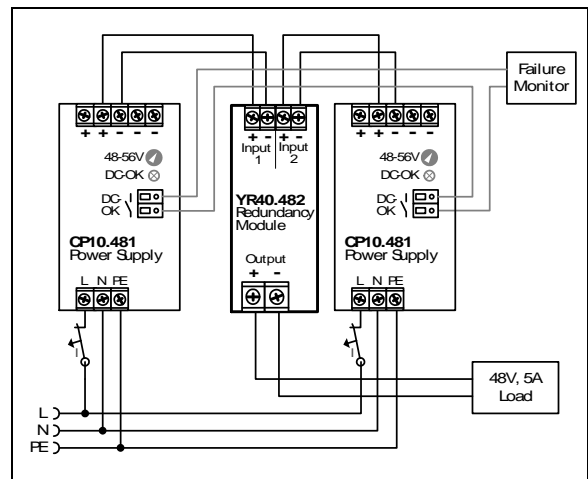 Failure
Monitor
+ + - - -
48-56V
DC-OK
DC-
OK
CP10.481
Power Supply
L N PE
I
+ - + -
Input
1
Input
2
YR40.482
Redundancy
Module
Output
+ -
+ + - - -
48-56V
DC-OK
DC-
OK
CP10.481
Power Supply
L N PE
I
48V, 5A
Load
L
N
PE